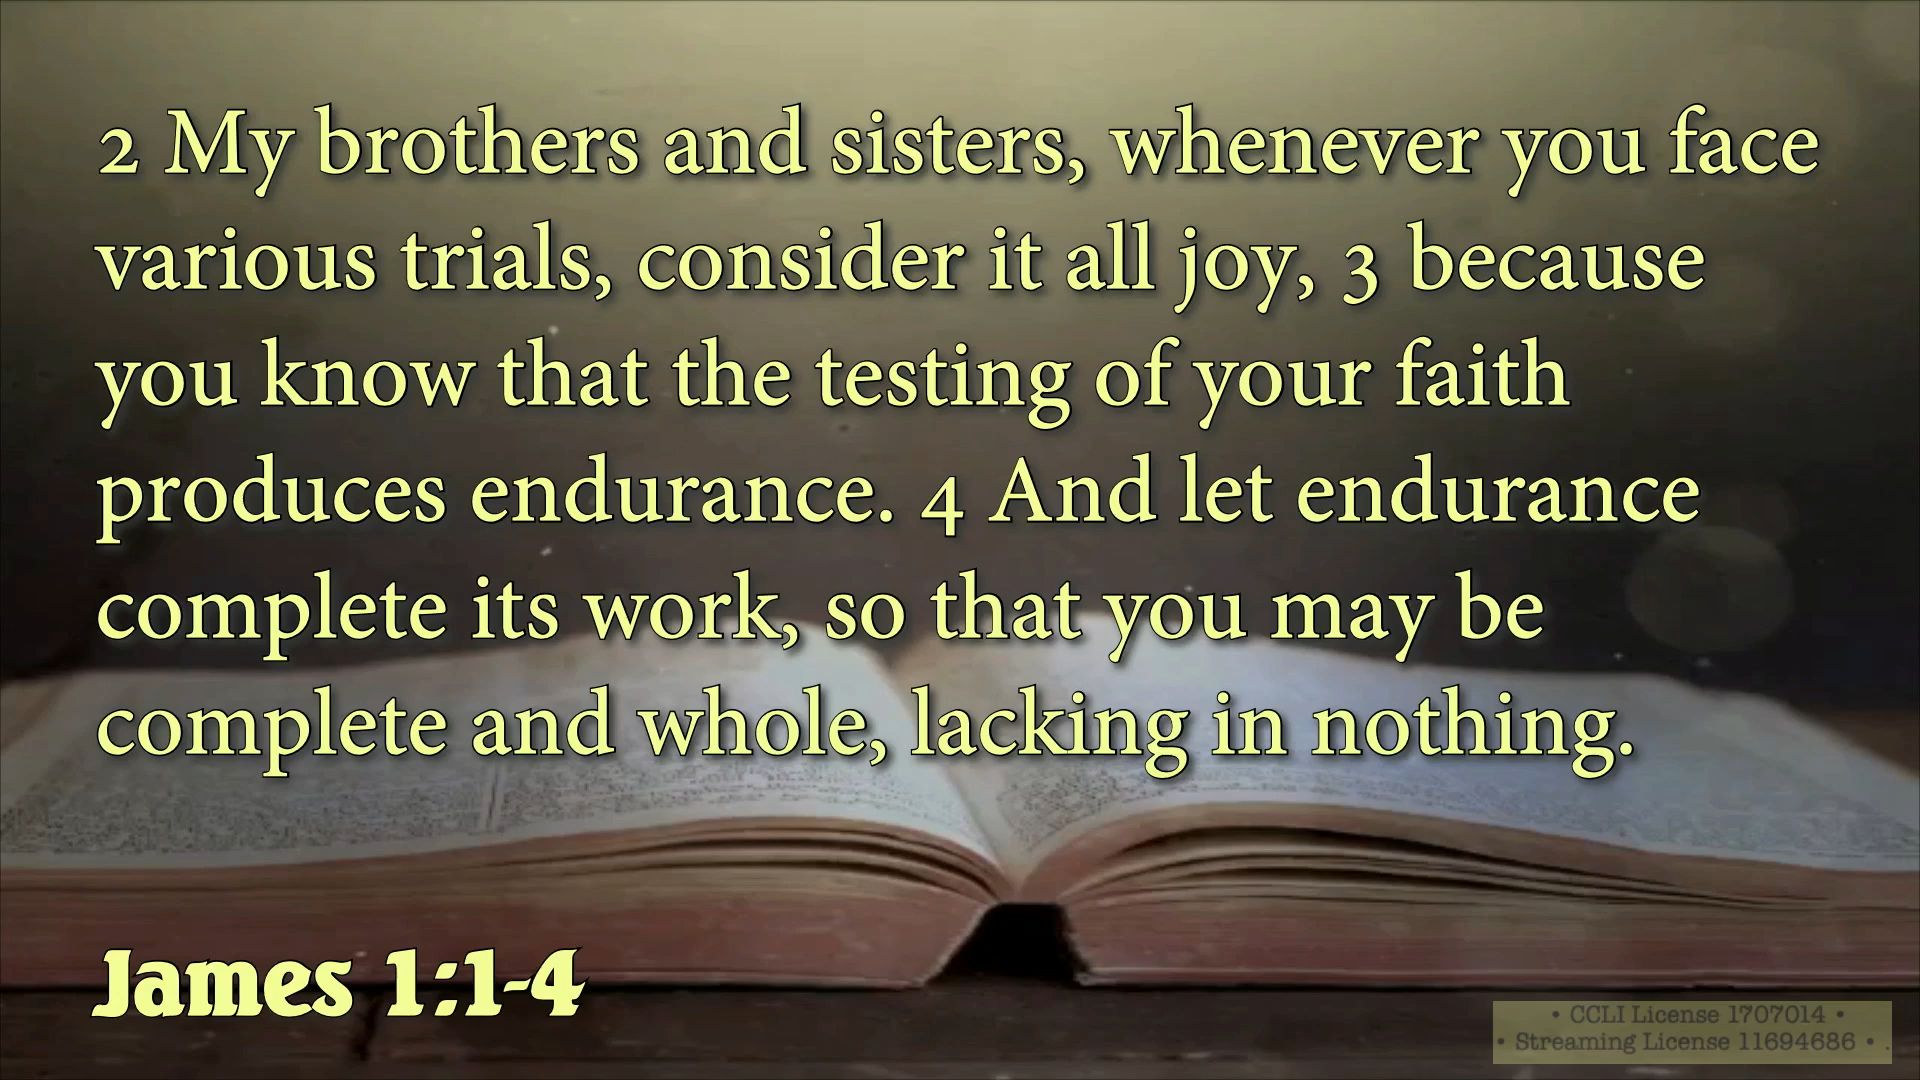 2 My brothers and sisters, whenever you face
various trials, consider it all joy, 3 because
you know that the testing of your faith
produces endurance. 4 And let endurance
complete its work, so that you may be
complete and whole, lacking in nothing.
James 1:1-4
• CCLI License 1707014 •
• Streaming License 11694686 • .